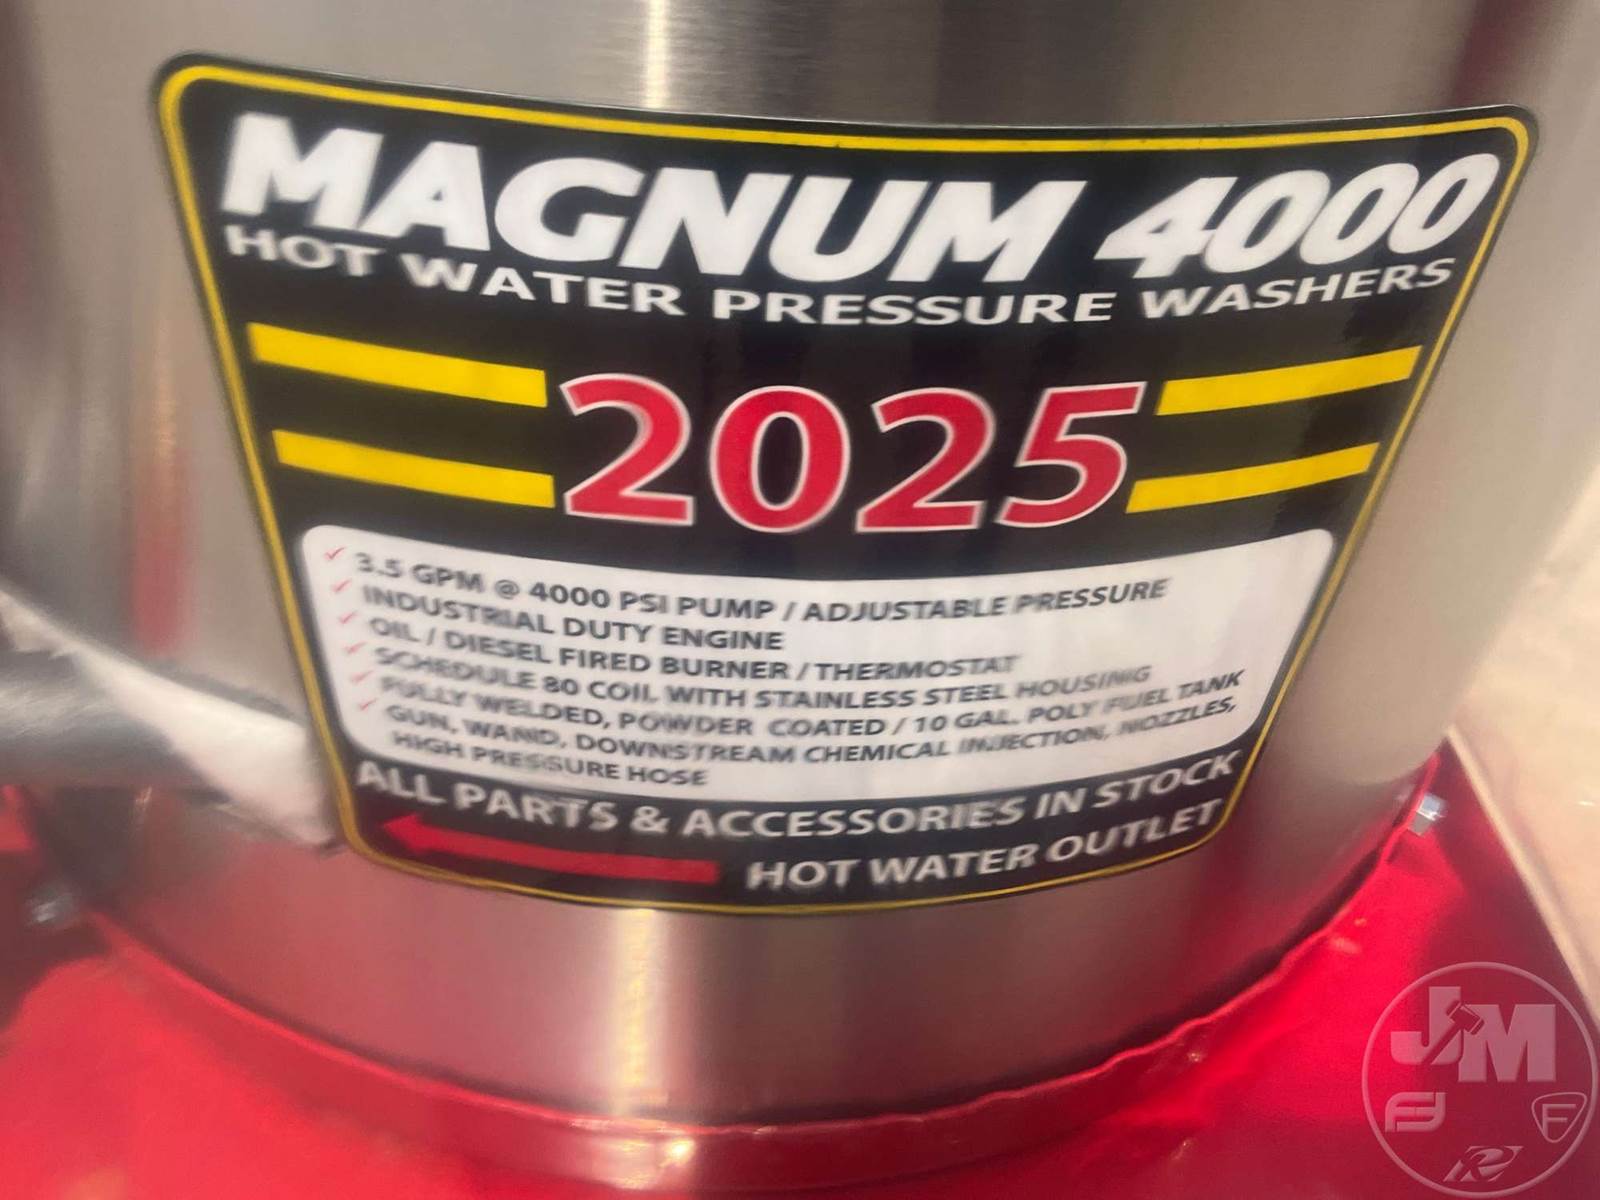 MAGNUM 4000
HOT WATER PRESSURE WASHERS
2025
3.5 GPM @ 4000 PSI PUMP / ADJUSTABLE PRESSURE
INDUSTRIAL DUTY ENGINE
OIL / DIESEL FIRED BURNER / THERMOSTAT
SCHEDULE 80 COIL WITH STAINLESS STEEL HOUSING
FULLY WELDED, POWDER COATED / 10 GAL. POLY FUEL TANK
GUN, WAND, DOWNSTREAM CHEMICAL INJECTION, NOZZLES,
HIGH PRESSURE HOSE
ALL PARTS & ACCESSORIES IN STOCK
HOT WATER OUTLET
JM